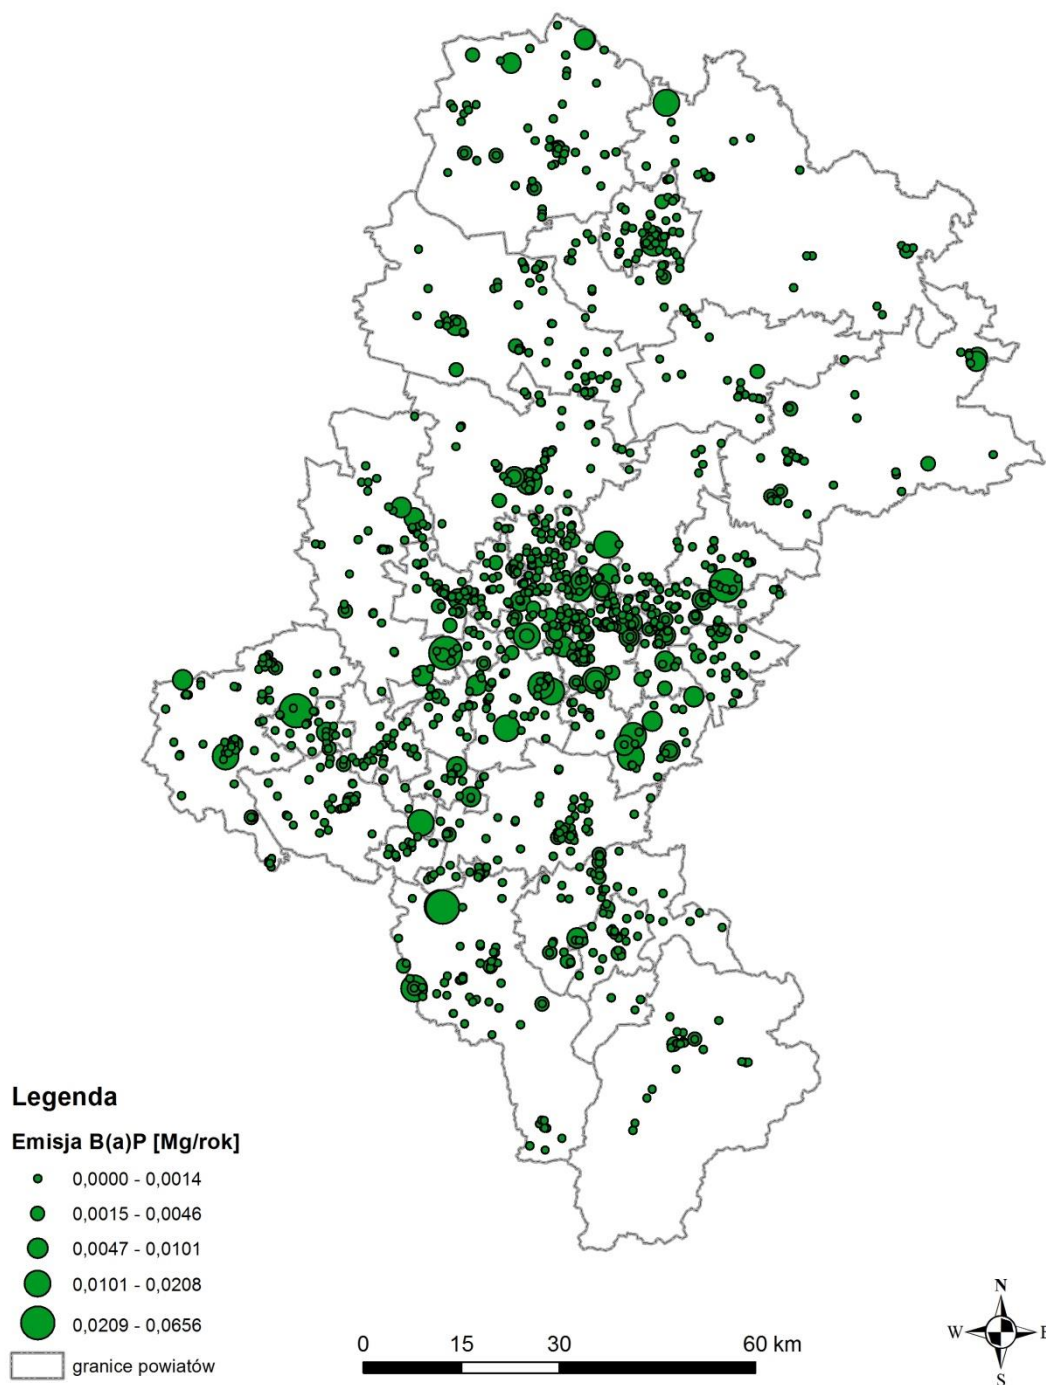 Legenda
Emisja B(a)P [Mg/rok]
0,0000 - 0,0014
0,0015 - 0,0046
0,0047 - 0,0101
0,0101 - 0,0208
0,0209 - 0,0656
granice powiatów
0 15 30 60 km
N
W E
S